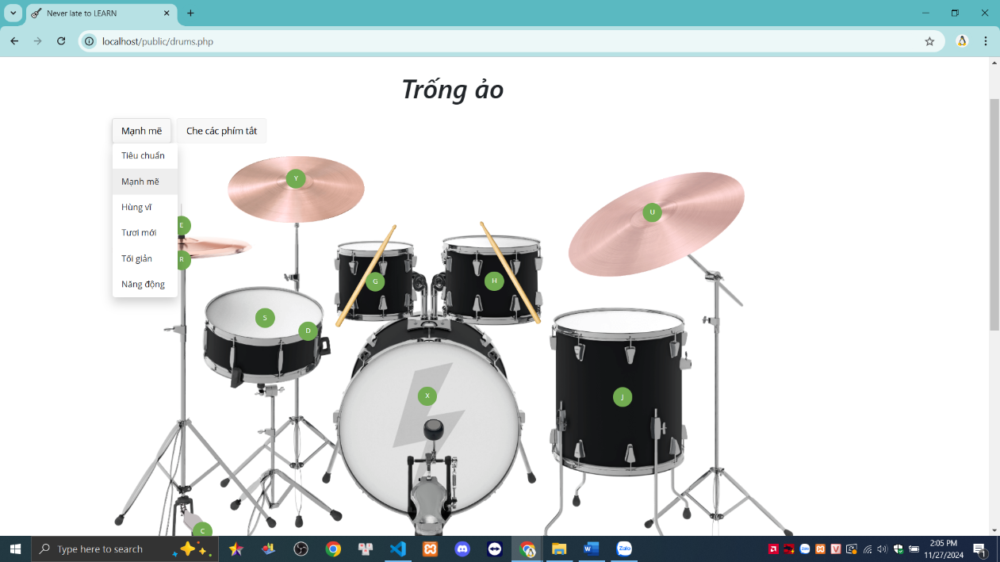 Never late to LEARN
localhost/public/drums.php
Trống ảo
Mạnh mẽ
Che các phím tắt
Tiêu chuẩn
Mạnh mẽ
Hùng vĩ
Tươi mới
Tối giản
Năng động
Y
U
E
R
G
H
S
D
X
J
C
Type here to search
W
Zalo
2:05 PM
11/27/2024
1